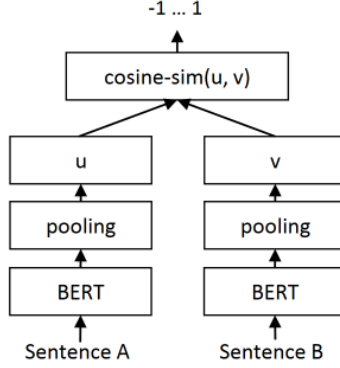 -1 … 1
cosine-sim(u, v)
u
v
pooling
pooling
BERT
BERT
Sentence A
Sentence B